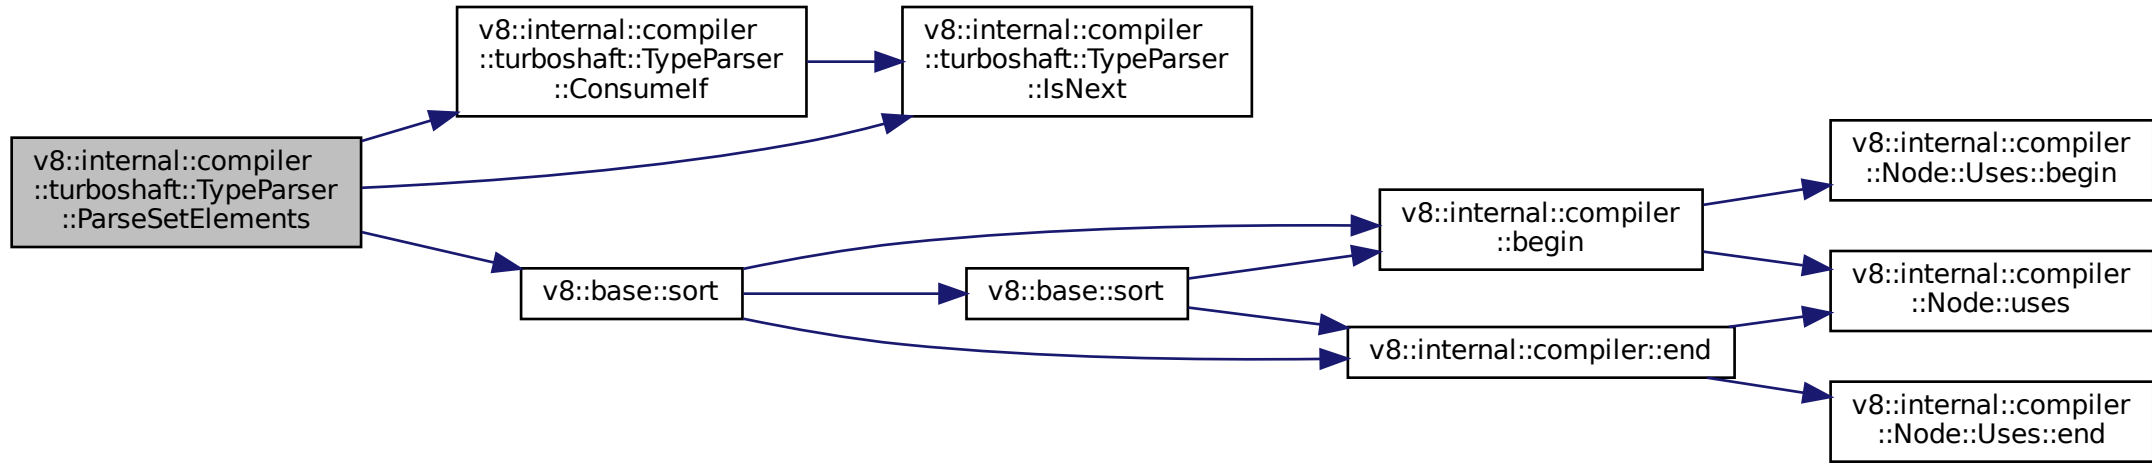 v8::internal::compiler
::turboshaft::TypeParser
::ParseSetElements
v8::internal::compiler
::turboshaft::TypeParser
::ConsumeIf
v8::internal::compiler
::turboshaft::TypeParser
::IsNext
v8::base::sort
v8::base::sort
v8::internal::compiler
::begin
v8::internal::compiler::end
v8::internal::compiler
::Node::Uses::begin
v8::internal::compiler
::Node::uses
v8::internal::compiler
::Node::Uses::end